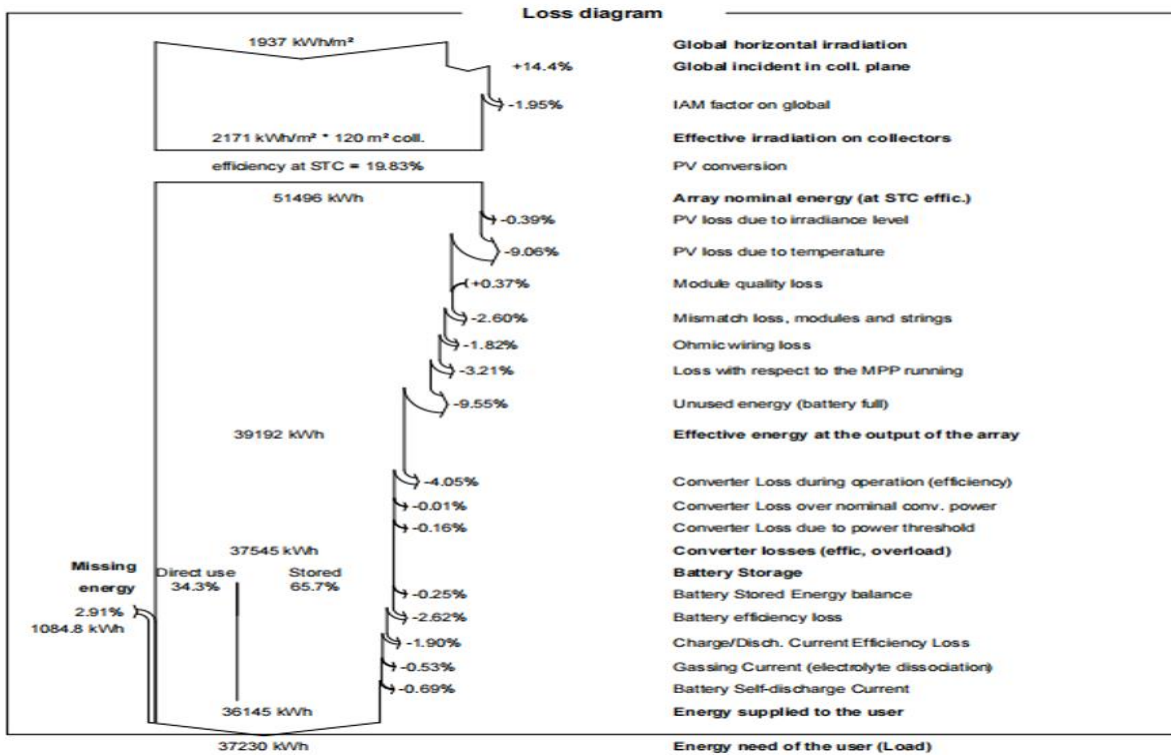 Loss diagram
1937 kWh/m² Global horizontal irradiation
+14.4% Global incident in coll. plane
-1.95% IAM factor on global
2171 kWh/m² * 120 m² coll. Effective irradiation on collectors
efficiency at STC = 19.83% PV conversion
51496 kWh Array nominal energy (at STC effic.)
-0.39% PV loss due to irradiance level
-9.06% PV loss due to temperature
+0.37% Module quality loss
-2.60% Mismatch loss, modules and strings
-1.82% Ohmic wiring loss
-3.21% Loss with respect to the MPP running
-9.55% Unused energy (battery full)
39192 kWh Effective energy at the output of the array
-4.05% Converter Loss during operation (efficiency)
-0.01% Converter Loss over nominal conv. power
-0.16% Converter Loss due to power threshold
37545 kWh Converter losses (effic, overload)
Missing Direct use Stored Battery Storage
energy 34.3% 65.7%
-0.25% Battery Stored Energy balance
2.91% -2.62% Battery efficiency loss
1084.8 kWh
-1.90% Charge/Disch. Current Efficiency Loss
-0.53% Gassing Current (electrolyte dissociation)
-0.69% Battery Self-discharge Current
36145 kWh Energy supplied to the user
37230 kWh Energy need of the user (Load)